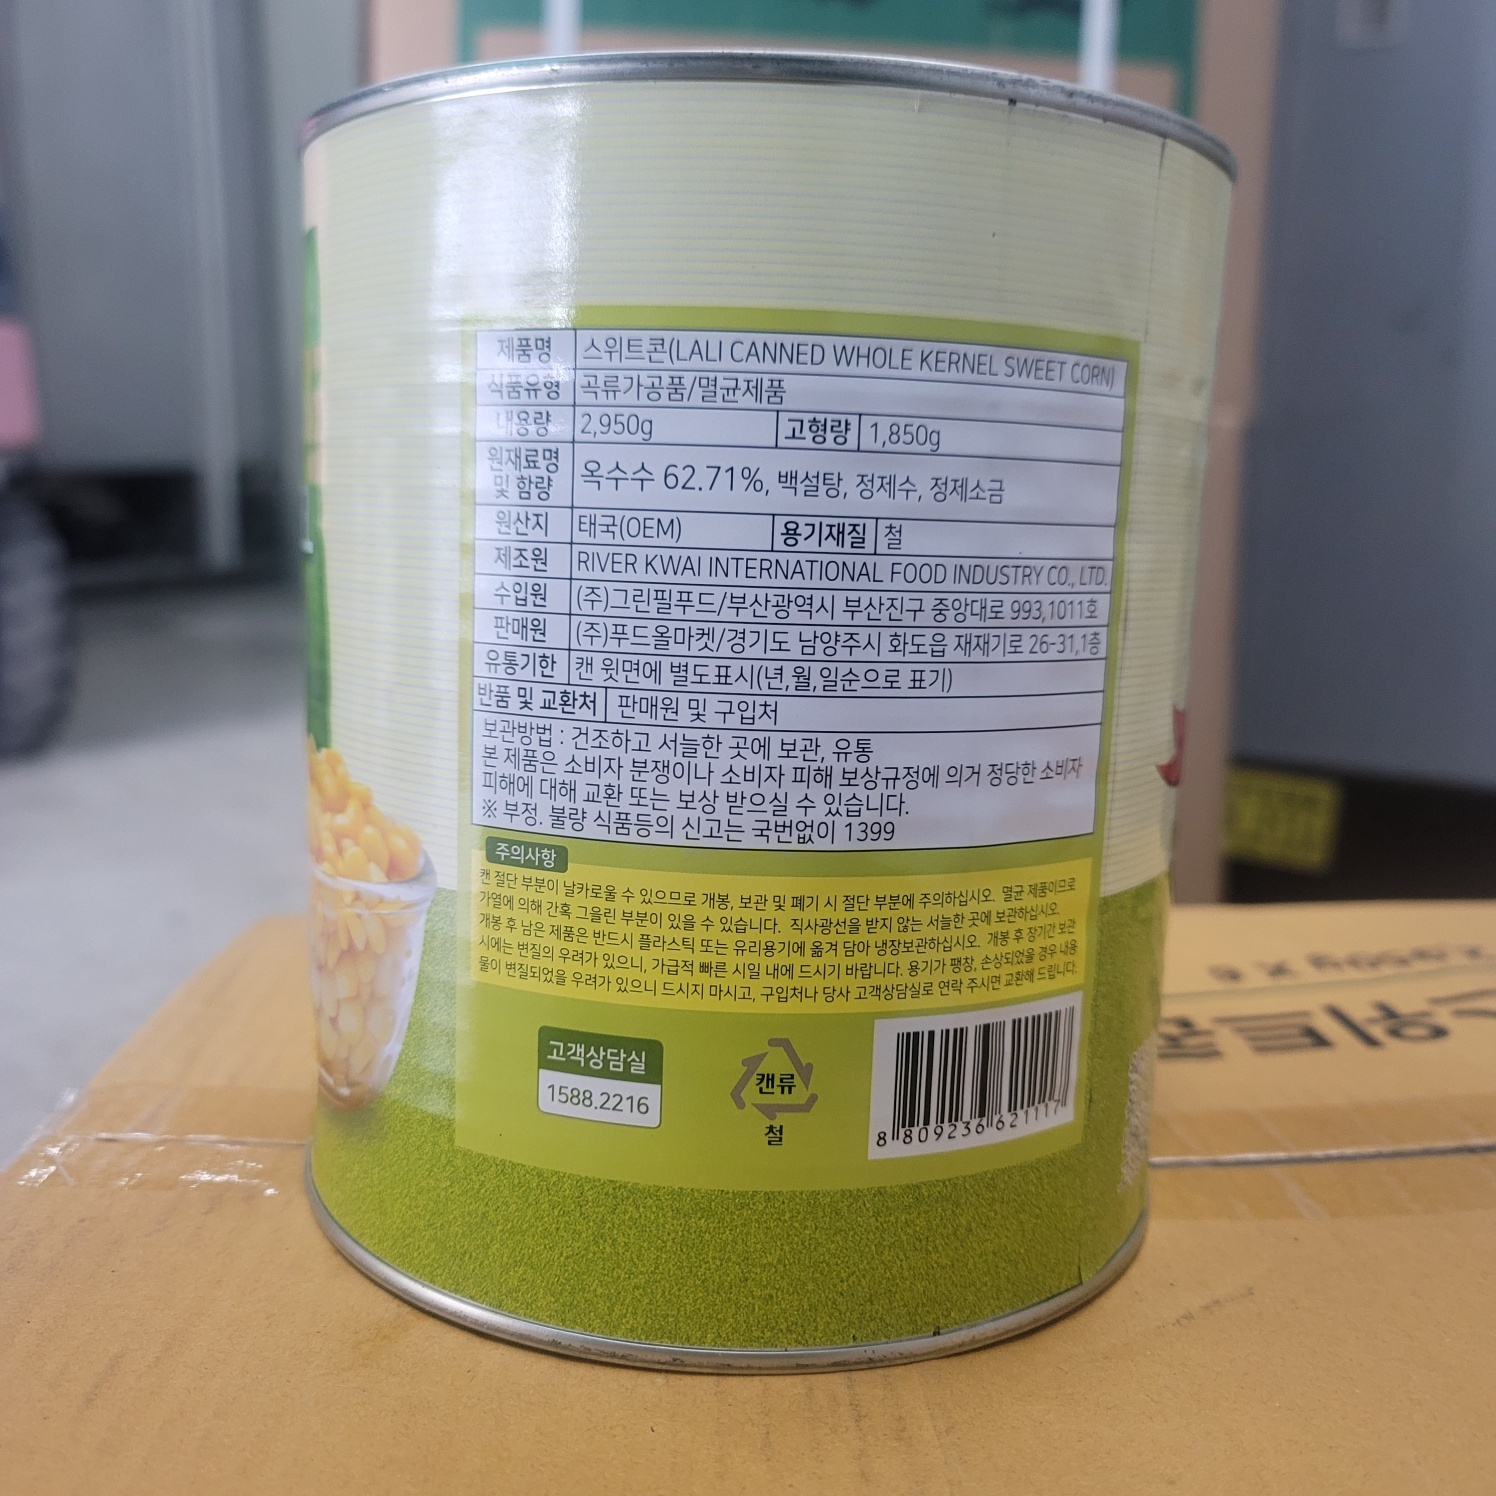 제품명 스위트콘(LALI CANNED WHOLE KERNEL SWEET CORN)
식품유형 곡류가공품/멸균제품
내용량 2,950g 고형량 1,850g
원재료명 및 함량 옥수수 62.71%, 백설탕, 정제수, 정제소금
원산지 태국(OEM) 용기재질 철
제조원 RIVER KWAI INTERNATIONAL FOOD INDUSTRY CO., LTD.
수입원 (주)그린필푸드/부산광역시 부산진구 중앙대로 993,1011호
판매원 (주)푸드올마켓/경기도 남양주시 화도읍 재재기로 26-31,1층
유통기한 캔 윗면에 별도표시(년,월,일순으로 표기)
반품 및 교환처 판매원 및 구입처
보관방법 : 건조하고 서늘한 곳에 보관, 유통
본 제품은 소비자 분쟁이나 소비자 피해 보상규정에 의거 정당한 소비자
피해에 대해 교환 또는 보상 받으실 수 있습니다.
※ 부정. 불량 식품등의 신고는 국번없이 1399
주의사항
캔 절단 부분이 날카로울 수 있으므로 개봉, 보관 및 폐기 시 절단 부분에 주의하십시오. 멸균 제품이므로
가열에 의해 간혹 그을린 부분이 있을 수 있습니다. 직사광선을 받지 않는 서늘한 곳에 보관하십시오.
개봉 후 남은 제품은 반드시 플라스틱 또는 유리용기에 옮겨 담아 냉장보관하십시오. 개봉 후 장기간 보관
시에는 변질의 우려가 있으니, 가급적 빠른 시일 내에 드시기 바랍니다. 용기가 팽창, 손상되었을 경우 내용
물이 변질되었을 우려가 있으니 드시지 마시고, 구입처나 당사 고객상담실로 연락 주시면 교환해 드립니다.
고객상담실
1588.2216
캔류
철
8 809236 621117
스위트콘
2,950g X 6